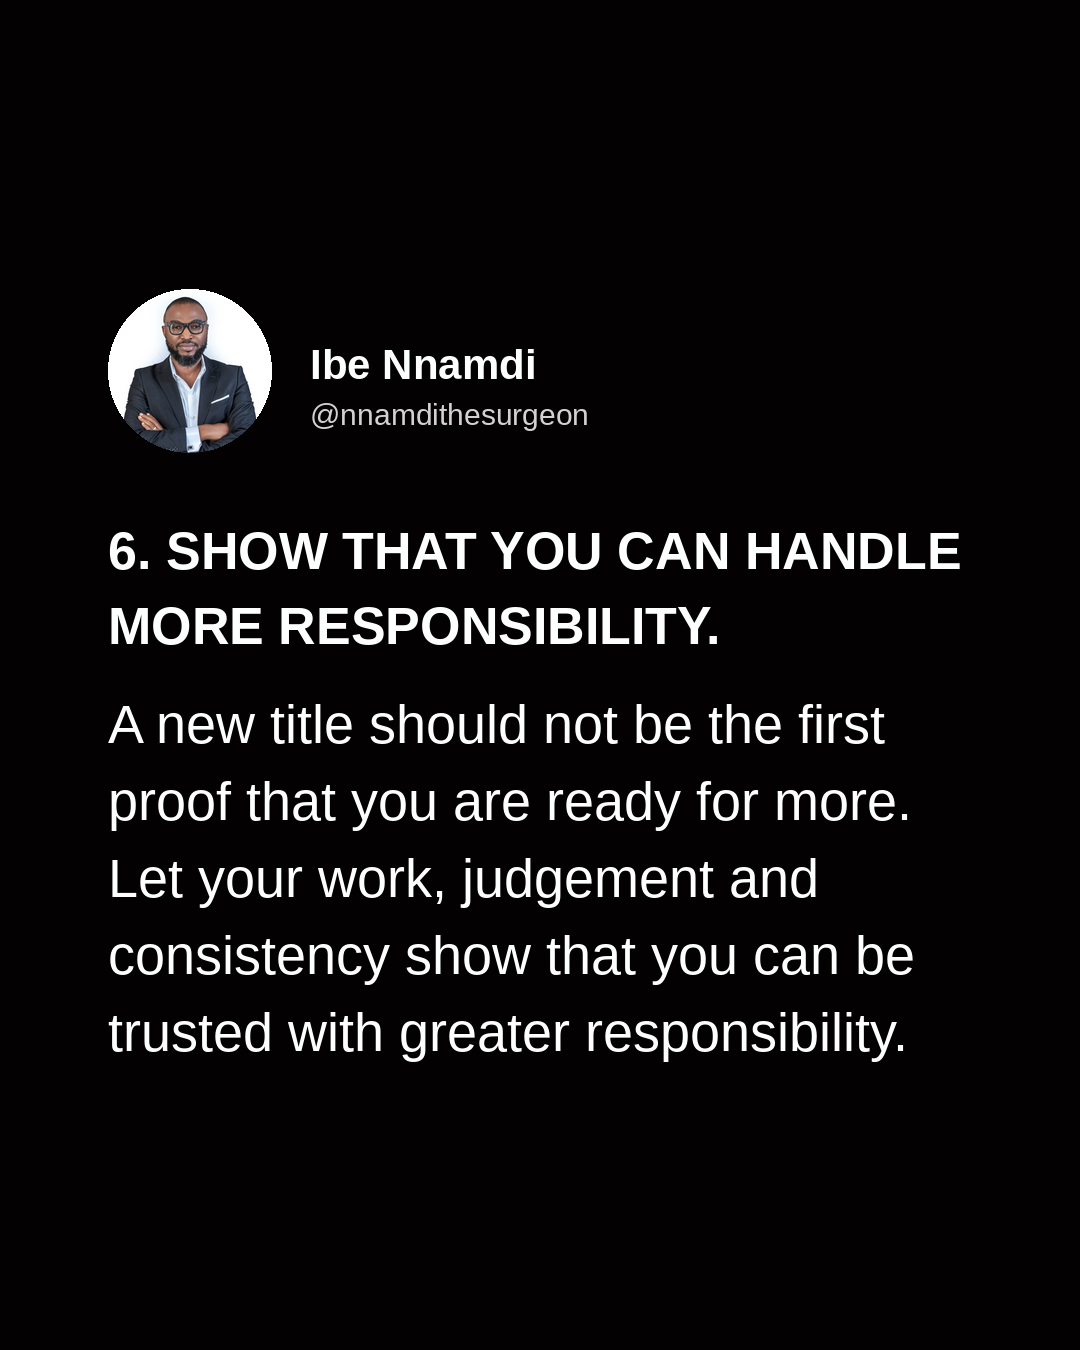 Ibe Nnamdi
@nnamdithesurgeon
6. SHOW THAT YOU CAN HANDLE
MORE RESPONSIBILITY.
A new title should not be the first
proof that you are ready for more.
Let your work, judgement and
consistency show that you can be
trusted with greater responsibility.